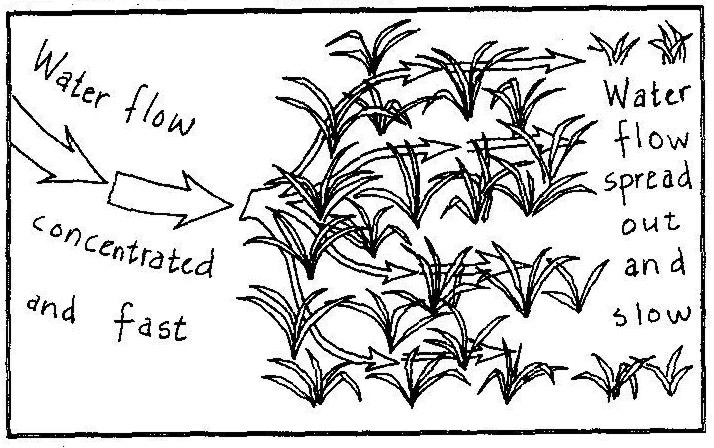 Water flow
concentrated
and fast
Water
flow
spread
out
and
slow